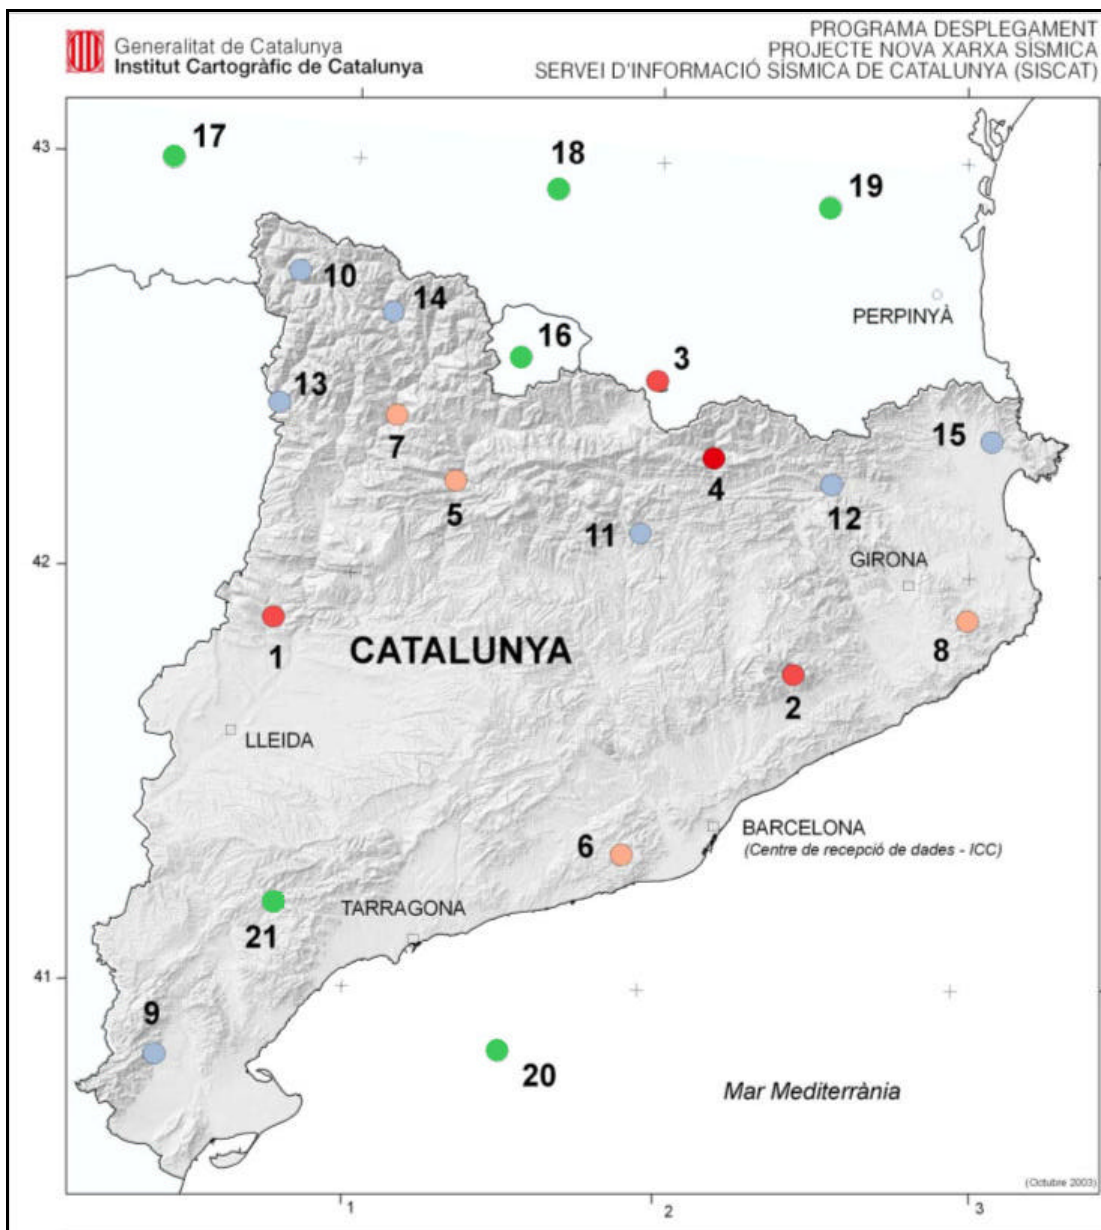 Generalitat de Catalunya
Institut Cartogràfic de Catalunya
PROGRAMA DESPLEGAMENT
PROJECTE NOVA XARXA SÍSMICA
SERVEI D'INFORMACIÓ SÍSMICA DE CATALUNYA (SISCAT)
43
17
18
19
10
14
16
3
PERPINYÀ
13
7
15
5
4
12
11
42
GIRONA
1
CATALUNYA
8
2
LLEIDA
BARCELONA
(Centre de recepció de dades - ICC)
6
21
TARRAGONA
41
9
20
Mar Mediterrània
(Octubre 2003)
1
2
3